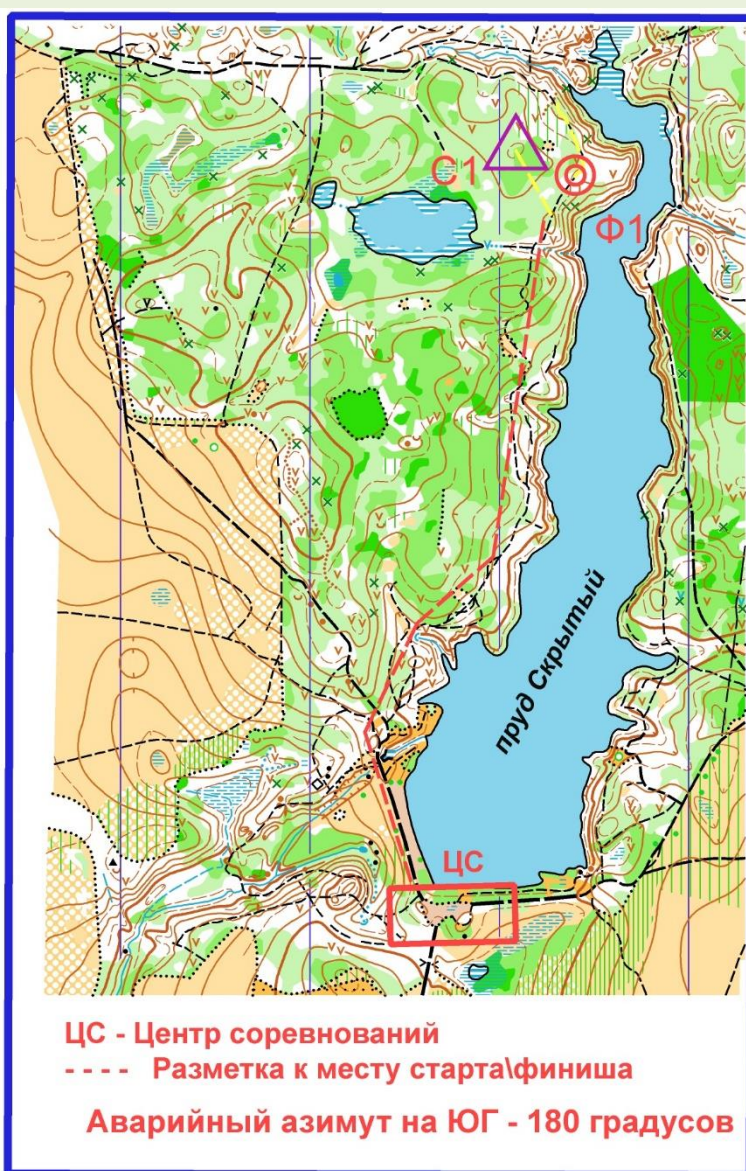 С1
Ф1
пруд Скрытый
ЦС
ЦС - Центр соревнований
- - - - Разметка к месту старта\финиша
Аварийный азимут на ЮГ - 180 градусов